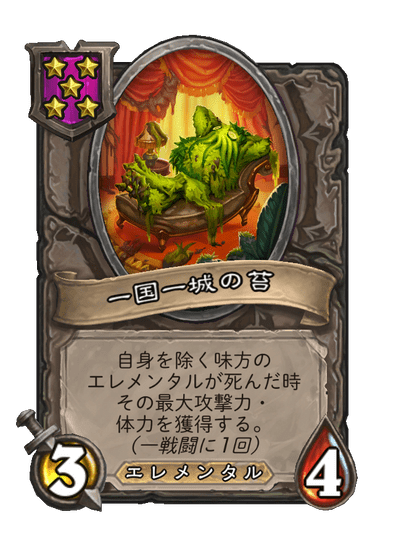 一国一城の苔
自身を除く味方の
エレメンタルが死んだ時
その最大攻撃力・
体力を獲得する。
(一戦闘に1回)
エレメンタル
3
4